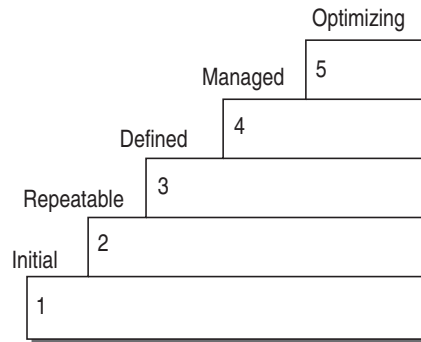 Optimizing
5
Managed
4
Defined
3
Repeatable
2
Initial
1